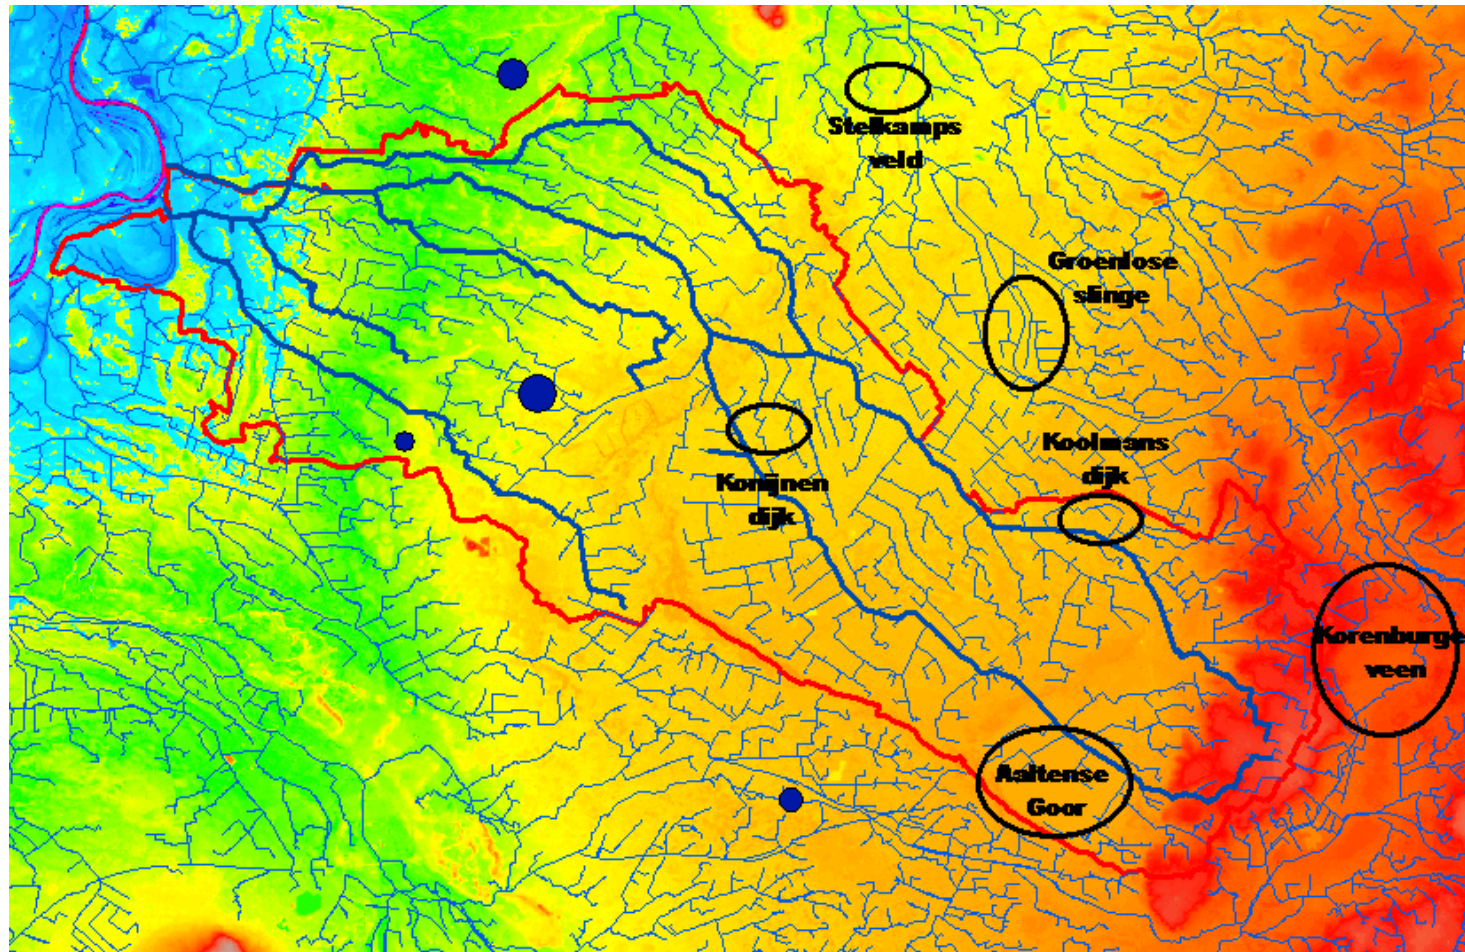 Stelkamps
veld
Groenlose
slinge
Koolmans
dijk
Konijnen
dijk
Korenburge
veen
Aaltense
Goor